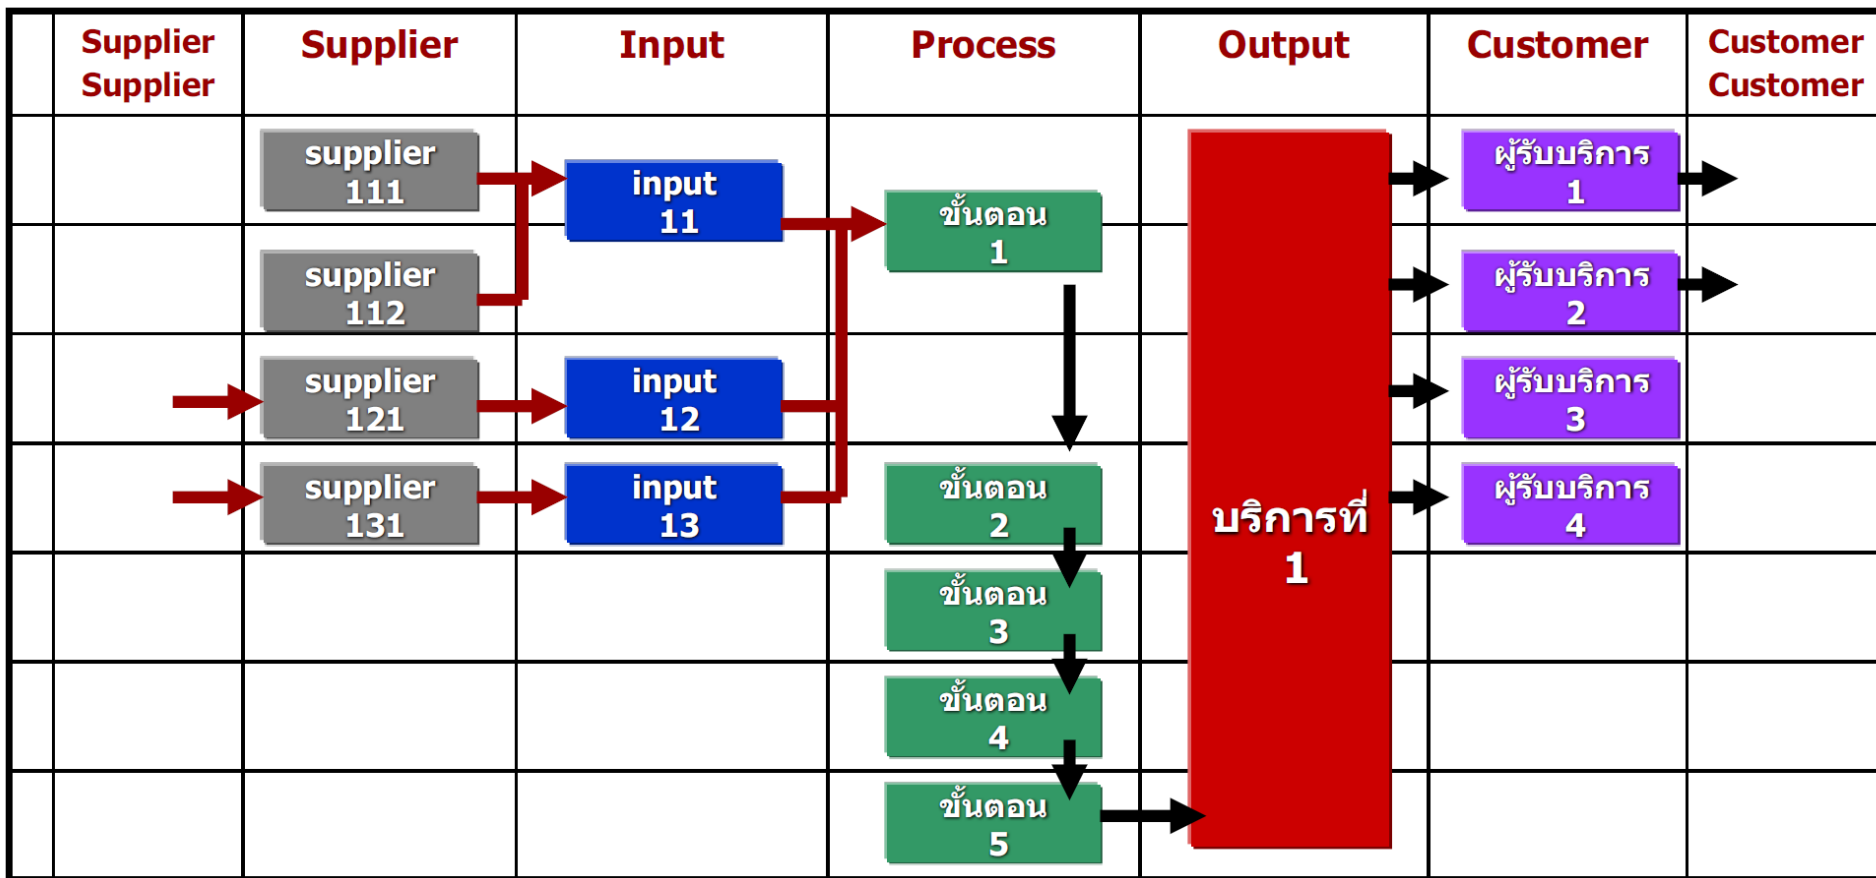 Supplier
Supplier
Supplier
Input
Process
Output
Customer
Customer
Customer
supplier
111
input
11
ขั้นตอน
1
ผู้รับบริการ
1
supplier
112
ผู้รับบริการ
2
supplier
121
input
12
ผู้รับบริการ
3
supplier
131
input
13
ขั้นตอน
2
บริการที่
1
ผู้รับบริการ
4
ขั้นตอน
3
ขั้นตอน
4
ขั้นตอน
5